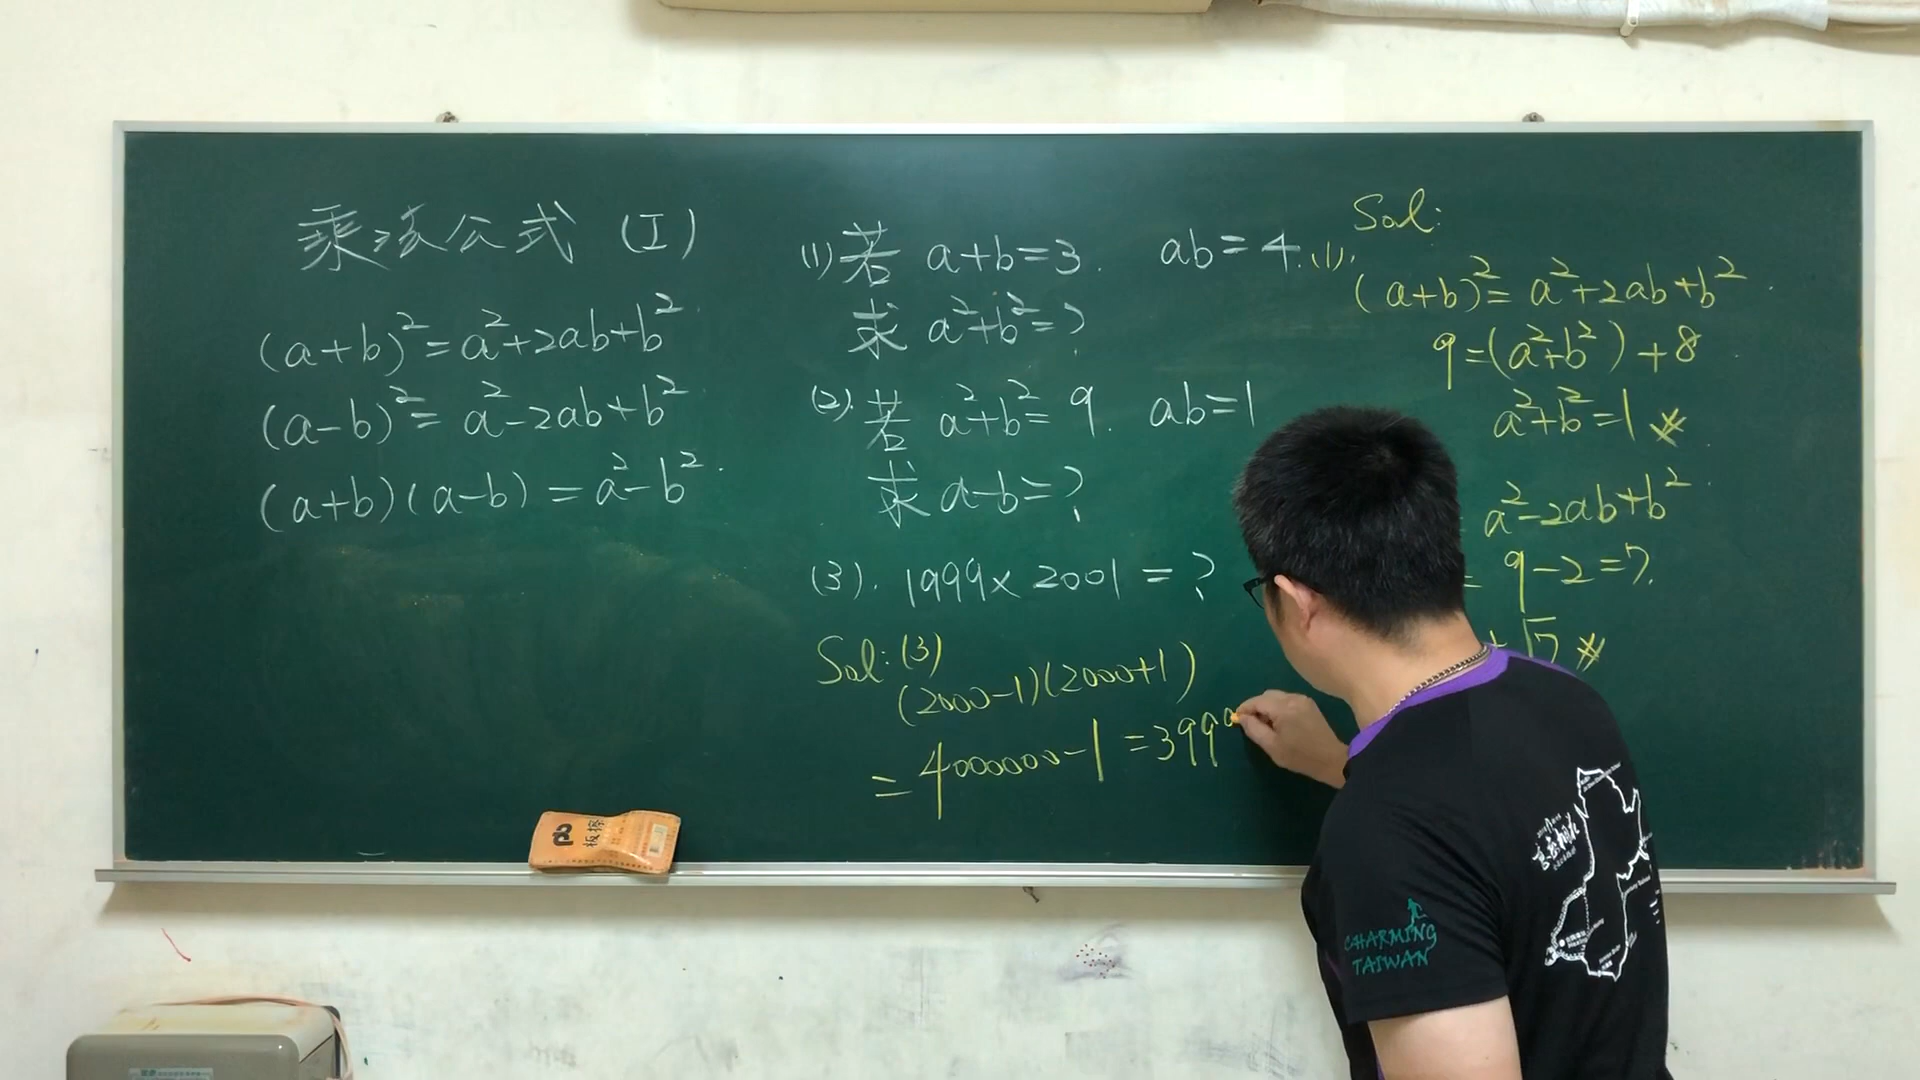 乘法公式 (I)
(a+b)²=a²+2ab+b²
(a-b)²=a²-2ab+b²
(a+b)(a-b)=a²-b².
(1) 若 a+b=3. ab=4.
求 a²+b²=?
(2). 若 a²+b²=9. ab=1
求 a-b=?
(3). 1999×2001=?
Sol: (3)
(2000-1)(2000+1)
=4000000-1=3999
Sol:
(1).
(a+b)²=a²+2ab+b².
9=(a²+b²)+8
a²+b²=1
a²-2ab+b²
=9-2=7.
√7
板擦
CHARMING
TAIWAN